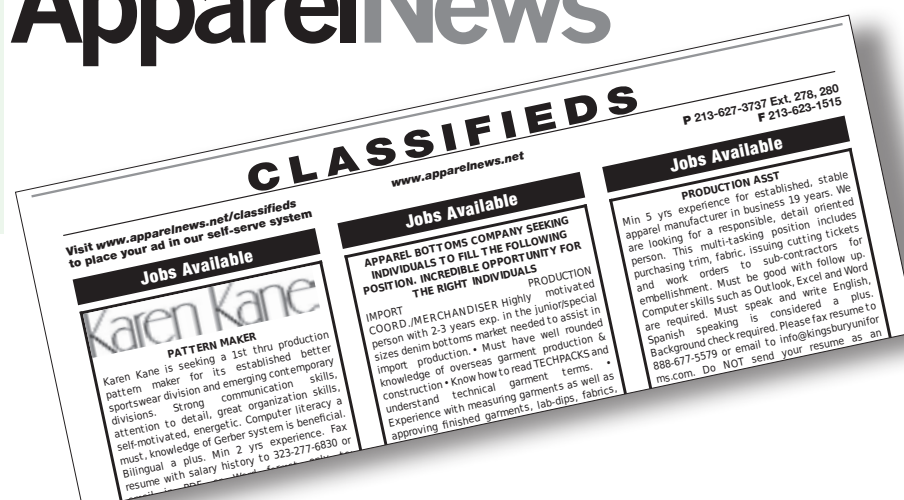 ApparelNews
CLASSIFIEDS
www.apparelnews.net
P 213-627-3737 Ext. 278, 280
F 213-623-1515
Visit www.apparelnews.net/classifieds
to place your ad in our self-serve system
Jobs Available
Karen Kane
PATTERN MAKER
Karen Kane is seeking a 1st thru production
pattern maker for its established better
sportswear division and emerging contemporary
divisions. Strong communication skills,
attention to detail, great organization skills,
self-motivated, energetic. Computer literacy a
must, knowledge of Gerber system is beneficial.
Bilingual a plus. Min 2 yrs experience. Fax
resume with salary history to 323-277-6830 or
Jobs Available
APPAREL BOTTOMS COMPANY SEEKING
INDIVIDUALS TO FILL THE FOLLOWING
POSITION. INCREDIBLE OPPORTUNITY FOR
THE RIGHT INDIVIDUALS
IMPORT PRODUCTION
COORD./MERCHANDISER Highly motivated
person with 2-3 years exp. in the junior/special
sizes denim bottoms market needed to assist in
import production. • Must have well rounded
knowledge of overseas garment production &
construction • Know how to read TECHPACKS and
understand technical garment terms. •
Experience with measuring garments as well as
approving finished garments, lab-dips, fabrics,
Jobs Available
PRODUCTION ASST
Min 5 yrs experience for established, stable
apparel manufacturer in business 19 years. We
are looking for a responsible, detail oriented
person. This multi-tasking position includes
purchasing trim, fabric, issuing cutting tickets
and work orders to sub-contractors for
embellishment. Must be good with follow up.
Computer skills such as Outlook, Excel and Word
are required. Must speak and write English,
Spanish speaking is considered a plus.
Background check required. Please fax resume to
888-677-5579 or email to info@kingsburyunifor
ms.com. Do NOT send your resume as an